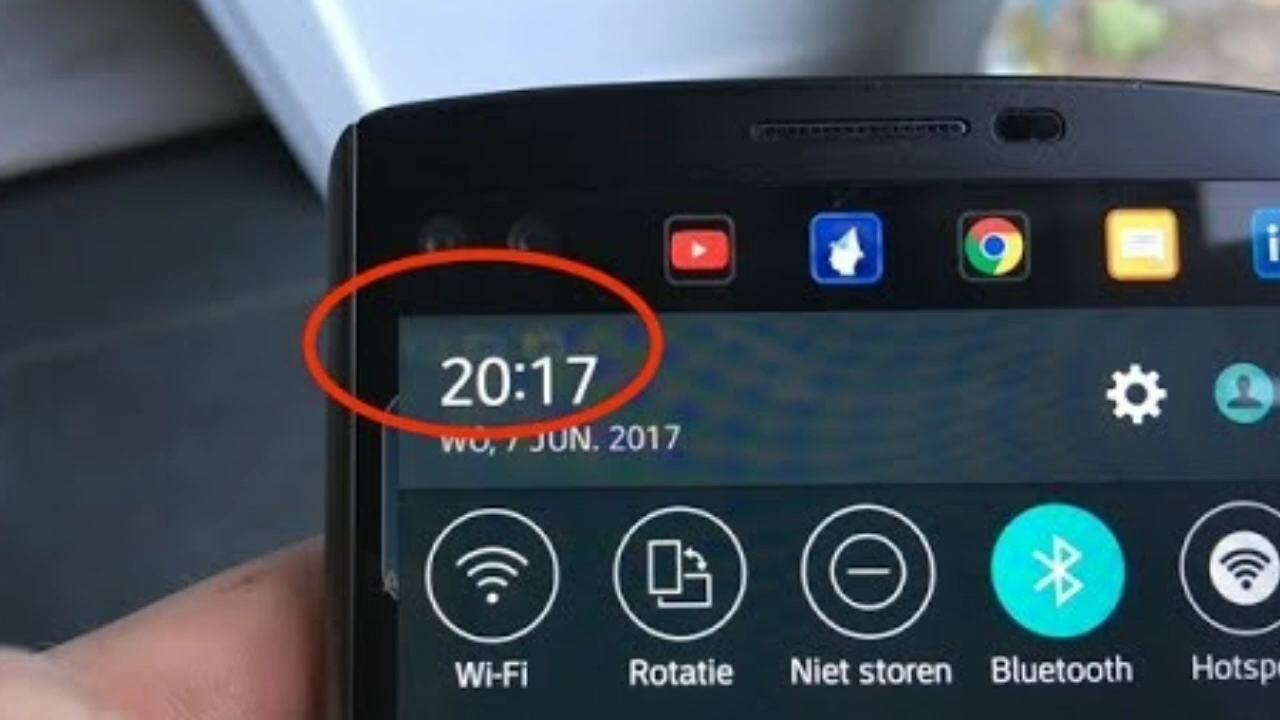 20:17
WO, 7 JUN. 2017
Wi-Fi
Rotatie
Niet storen
Bluetooth